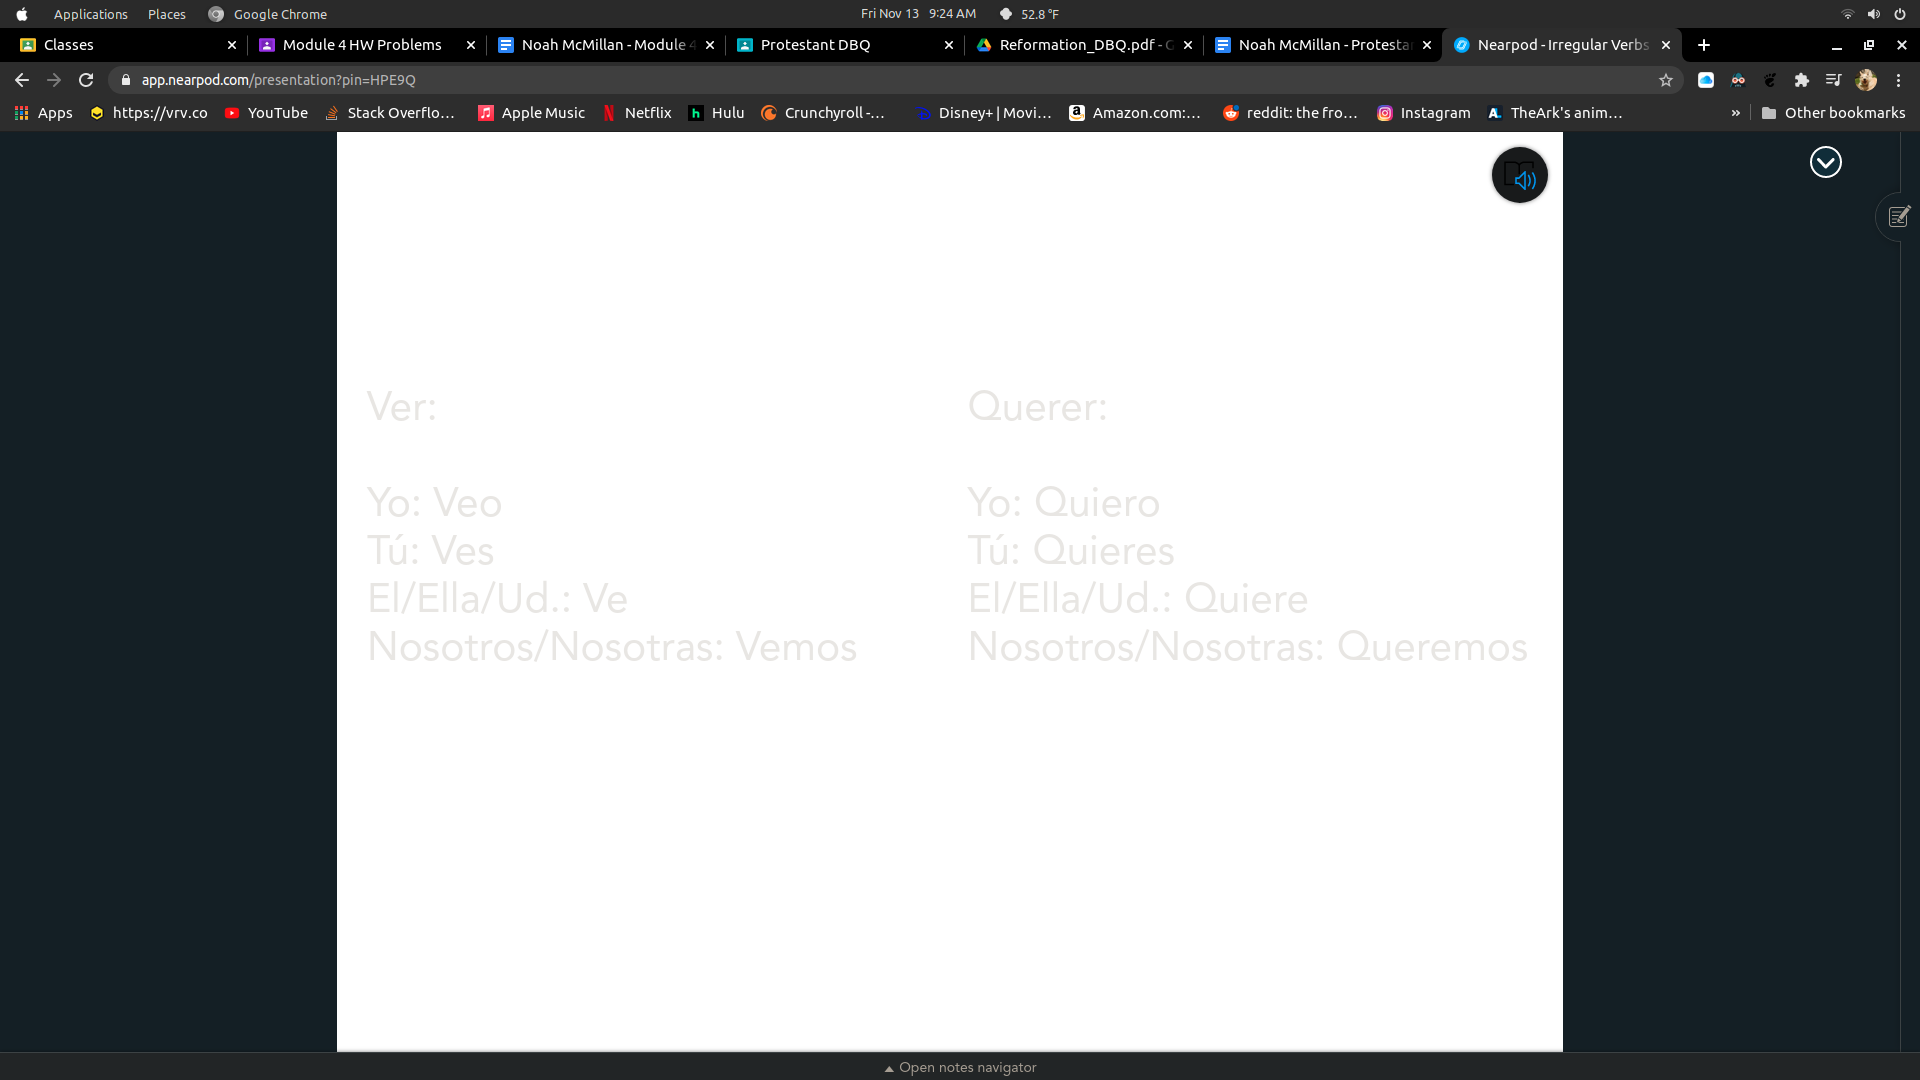 Applications Places Google Chrome Fri Nov 13 9:24 AM 52.8 °F
Classes Module 4 HW Problems Noah McMillan - Module 4 Protestant DBQ Reformation_DBQ.pdf - G Noah McMillan - Protestan Nearpod - Irregular Verbs
app.nearpod.com/presentation?pin=HPE9Q
Apps https://vrv.co YouTube Stack Overflo... Apple Music Netflix Hulu Crunchyroll -... Disney+ | Movi... Amazon.com:... reddit: the fro... Instagram TheArk's anim... » Other bookmarks
Ver:
Yo: Veo
Tú: Ves
El/Ella/Ud.: Ve
Nosotros/Nosotras: Vemos
Querer:
Yo: Quiero
Tú: Quieres
El/Ella/Ud.: Quiere
Nosotros/Nosotras: Queremos
Open notes navigator